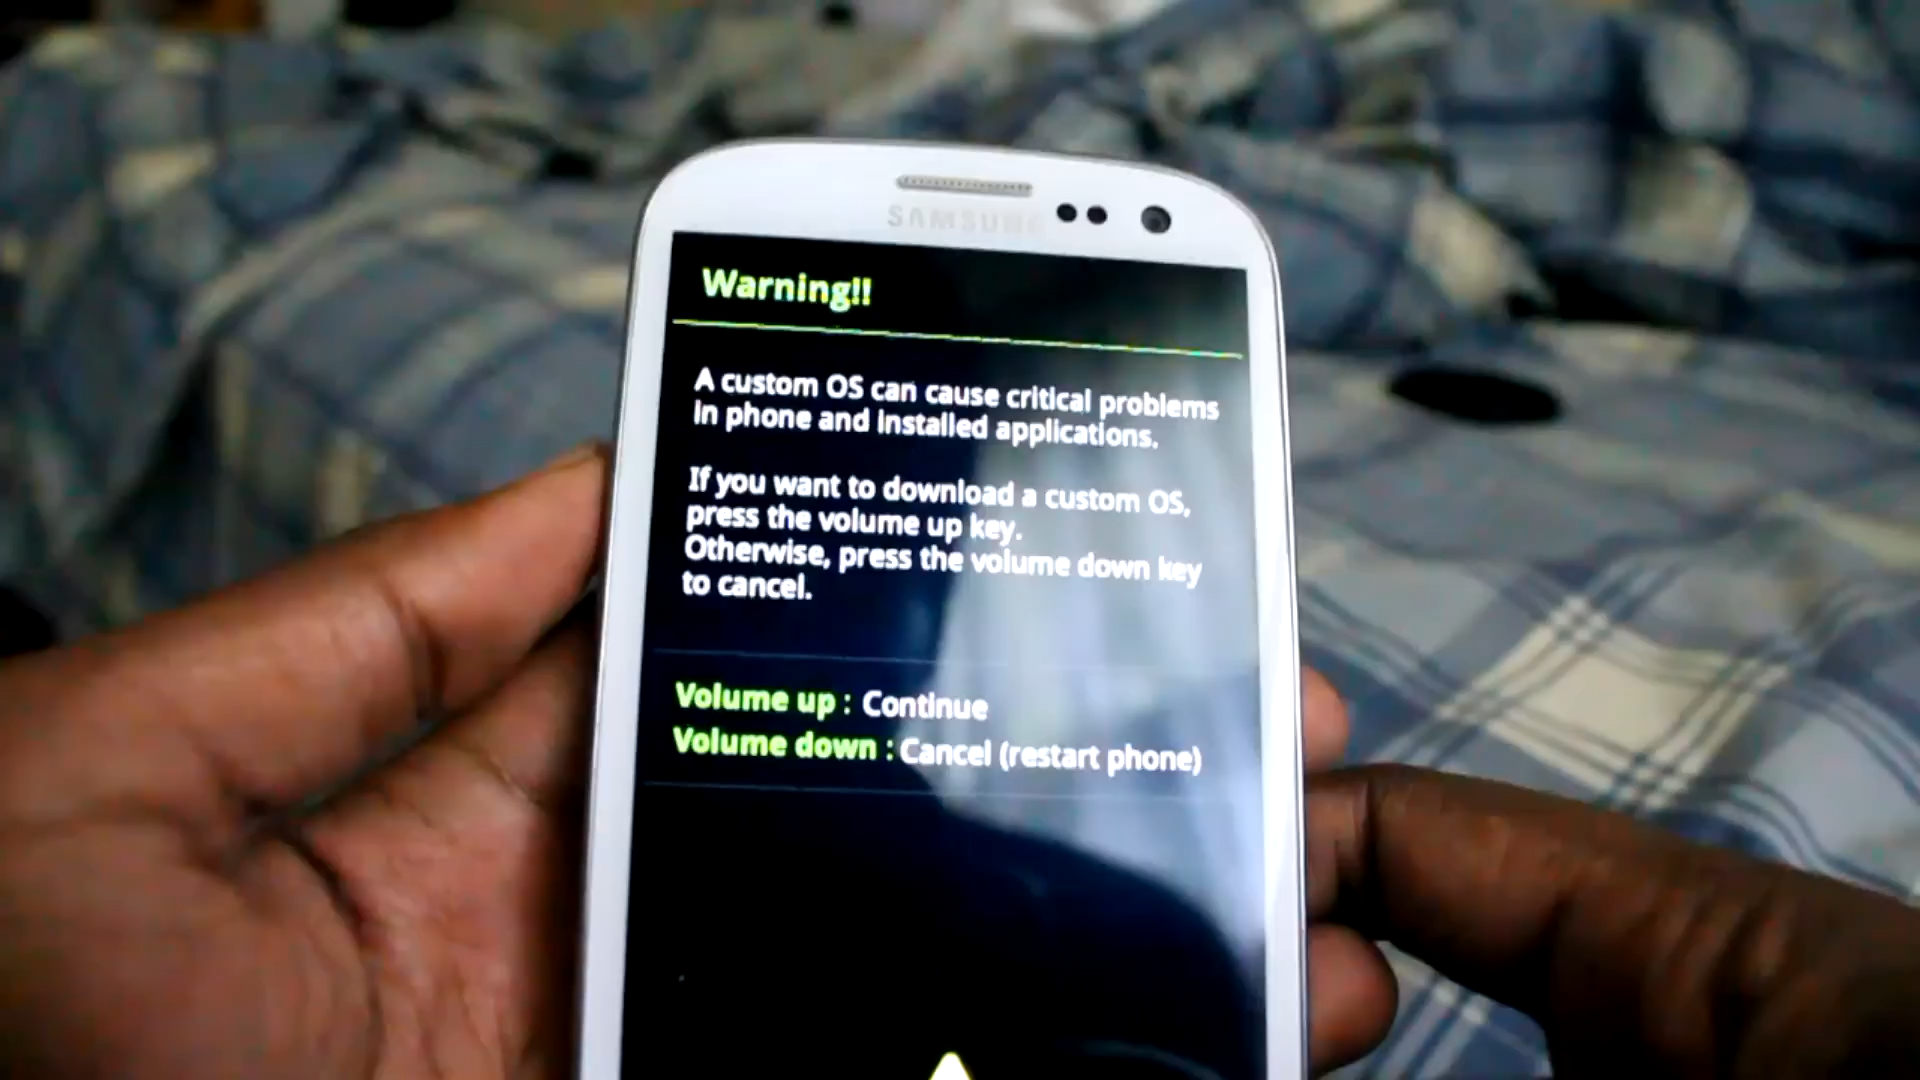 SAMSUNG
Warning!!
A custom OS can cause critical problems
in phone and installed applications.
If you want to download a custom OS,
press the volume up key.
Otherwise, press the volume down key
to cancel.
Volume up : Continue
Volume down : Cancel (restart phone)